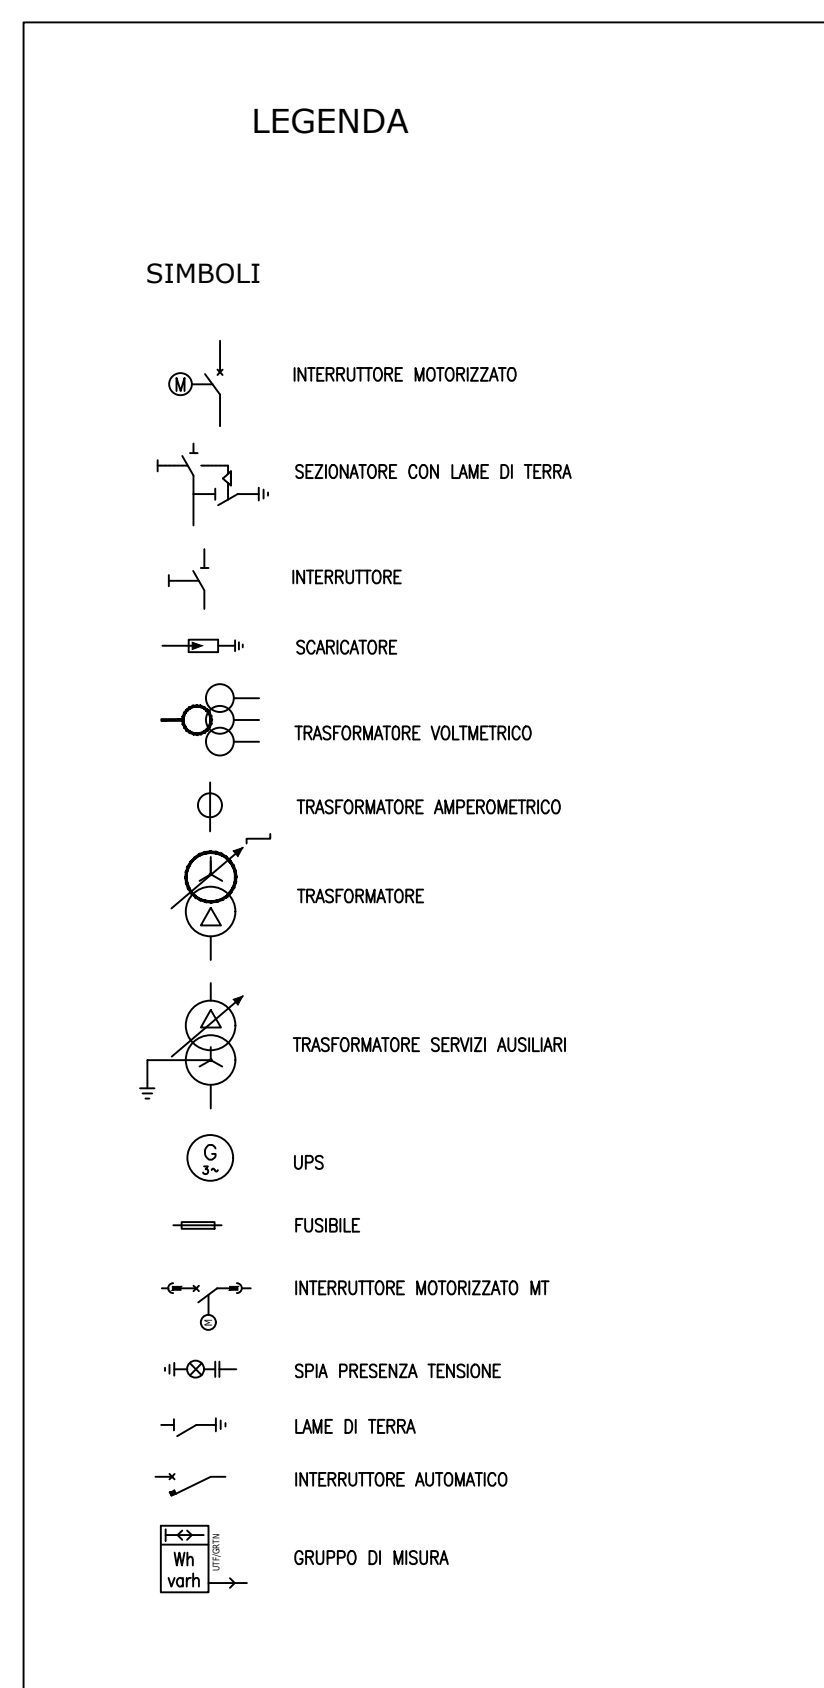 LEGENDA
SIMBOLI
M
INTERRUTTORE MOTORIZZATO
SEZIONATORE CON LAME DI TERRA
INTERRUTTORE
SCARICATORE
TRASFORMATORE VOLTMETRICO
TRASFORMATORE AMPEROMETRICO
TRASFORMATORE
TRASFORMATORE SERVIZI AUSILIARI
G
3~
UPS
FUSIBILE
INTERRUTTORE MOTORIZZATO MT
M
SPIA PRESENZA TENSIONE
LAME DI TERRA
INTERRUTTORE AUTOMATICO
Wh
varh
UTF/GRTN
GRUPPO DI MISURA